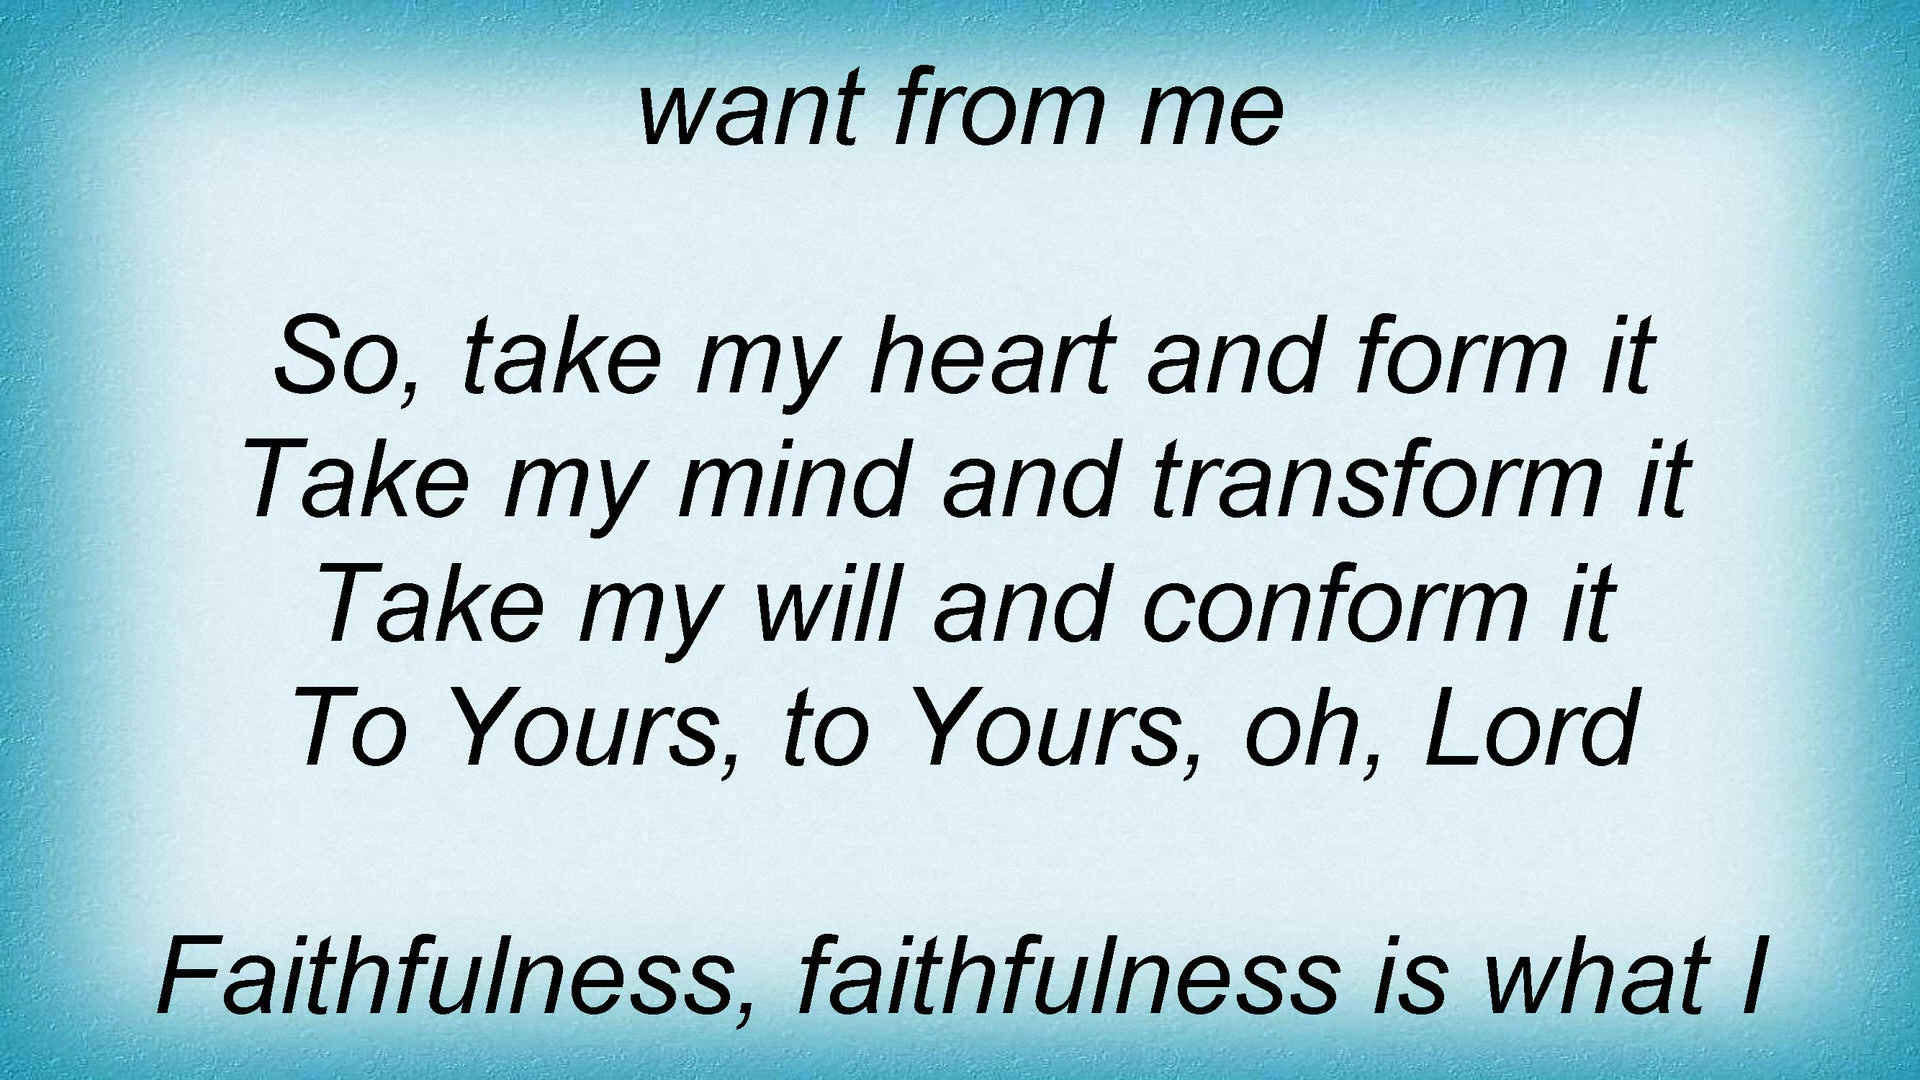 want from me
So, take my heart and form it
Take my mind and transform it
Take my will and conform it
To Yours, to Yours, oh, Lord
Faithfulness, faithfulness is what I